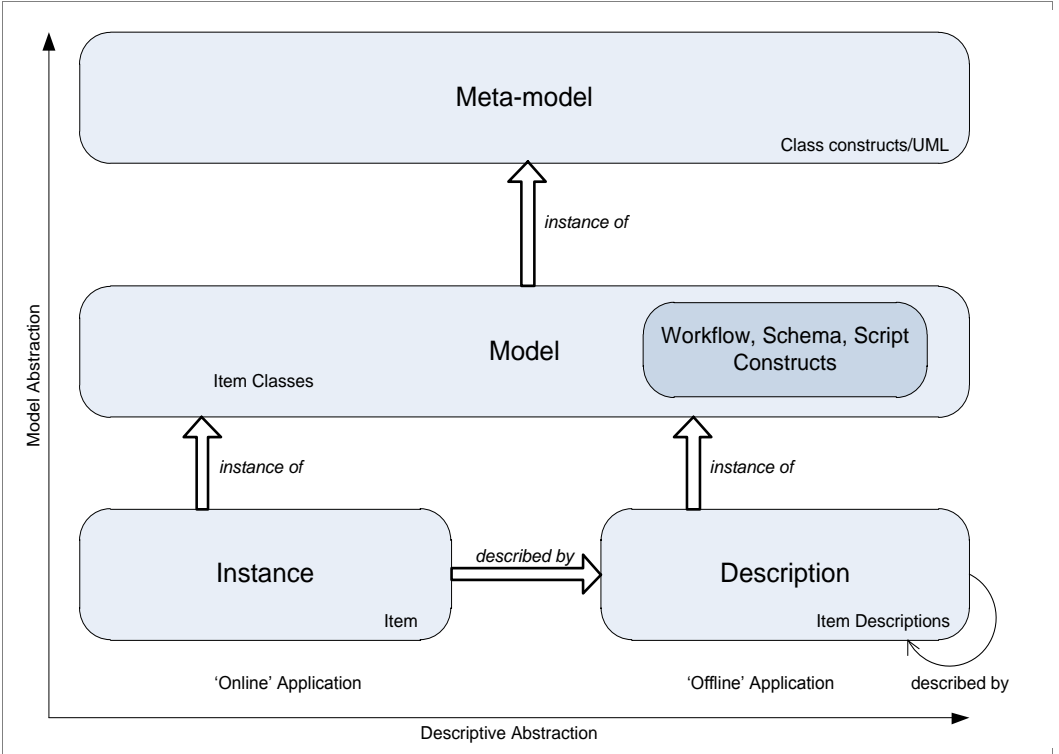 Meta-model
Class constructs/UML
instance of
Model Abstraction
Model
Workflow, Schema, Script
Constructs
Item Classes
instance of
instance of
Instance
Item
described by
Description
Item Descriptions
‘Online’ Application
‘Offline’ Application
described by
Descriptive Abstraction